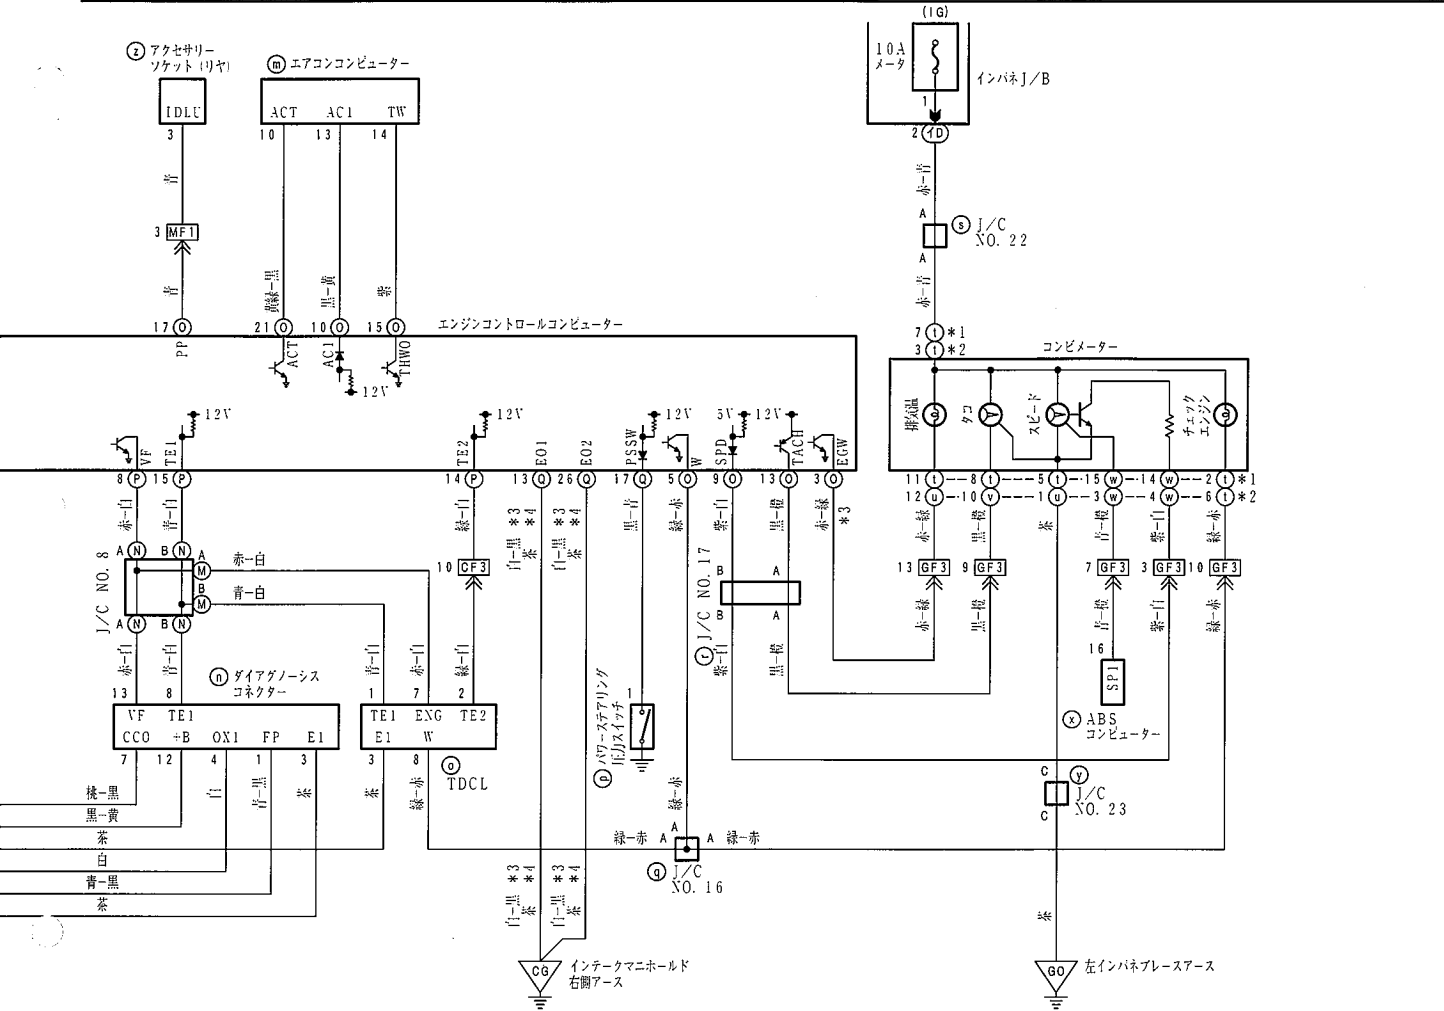 (IG)
10A
メータ
インパネJ/B
1
2 1D
z アクセサリー
ソケット(リヤ)
m エアコンコンピューター
IDLU
ACT AC1 TW
3 10 13 14
青
赤−青
3 MF1
A
s J/C
NO. 22
A
青
黄緑−黒
黒−黄
紫
赤−青
17 O 21 O 10 O 15 O エンジンコントロールコンピューター
7 t *1
3 t *2
コンビメーター
PP ACT AC1 THWO
12V
12V 12V 12V 5V 12V
排気温 タコ スピード チェック
エンジン
VF TE1 TE2 EO1 EO2 PSSW W SPD TACH EGW
8 P 15 P 14 P 13 Q 26 Q 17 Q 5 O 9 O 13 O 3 O
11 t 8 t 5 t 15 w 14 w 2 t *1
12 u 10 v 1 u 3 w 4 w 6 t *2
赤−白 青−白 緑−白 白−黒 *3
茶 *4
白−黒 *3
茶 *4
黒−青 緑−赤 紫−白 黒−橙 赤−緑 *3
赤−緑 黒−橙 茶 青−橙 紫−白 緑−赤
A N B N A
M 赤−白
B
M 青−白
J/C NO. 8
A N B N
10 CF3
B A
r J/C NO. 17
B A
13 GF3 9 GF3 7 GF3 3 GF3 10 GF3
赤−白 青−白 青−白 赤−白 緑−白 紫−白 黒−橙 赤−緑 黒−橙 青−橙 紫−白 緑−赤
16
SP1
x ABS
コンピューター
n ダイアグノーシス
コネクター
13 8 1 7 2 1
VF TE1
CCO +B OX1 FP E1
TE1 ENG TE2
E1 W
p パワーステアリング
圧力スイッチ
7 12 4 1 3 3 8
o
TDCL
白 青−黒 茶 茶 緑−赤 緑−赤
桃−黒
黒−黄
茶
白
青−黒
茶
C y
J/C
C NO. 23
緑−赤 A A A 緑−赤
q J/C
NO. 16
白−黒 *3
茶 *4
白−黒 *3
茶 *4
茶
CG インテークマニホールド
右側アース
GO 左インパネブレースアース